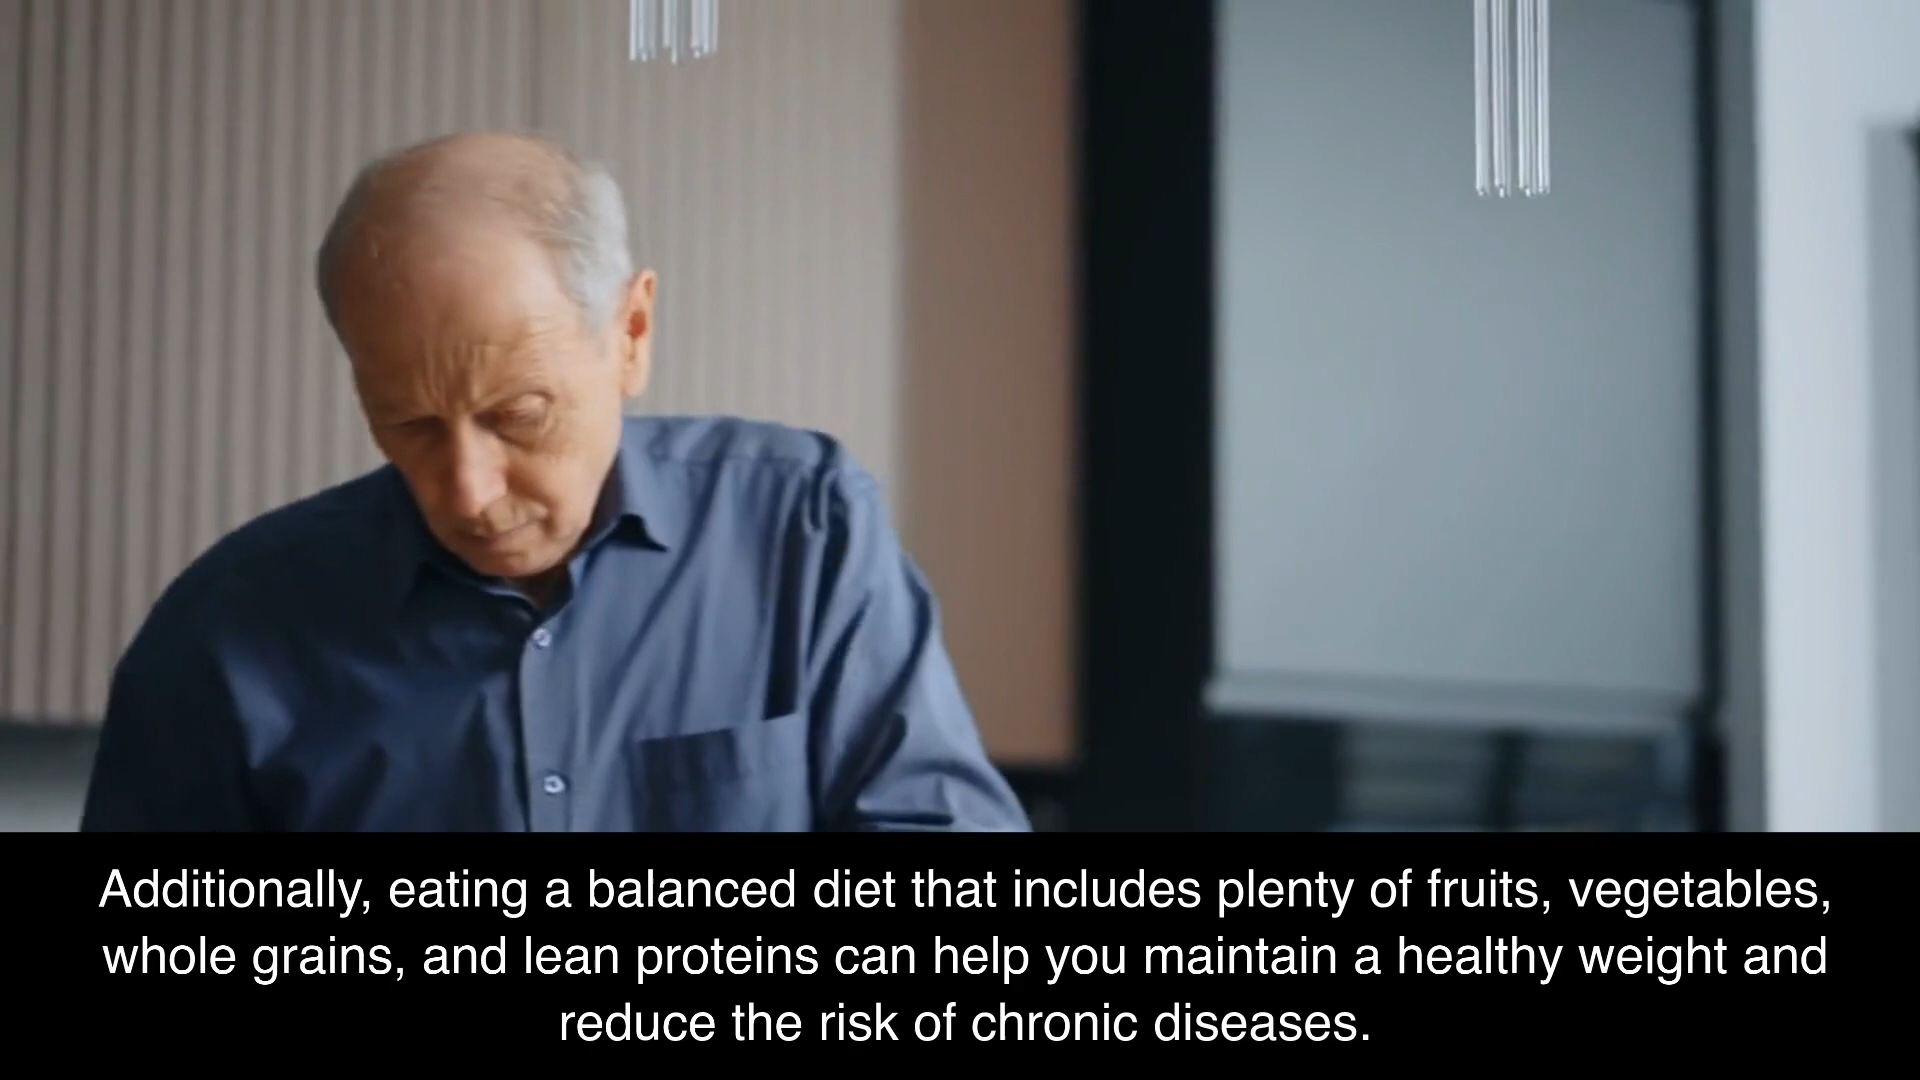 Additionally, eating a balanced diet that includes plenty of fruits, vegetables,
whole grains, and lean proteins can help you maintain a healthy weight and
reduce the risk of chronic diseases.